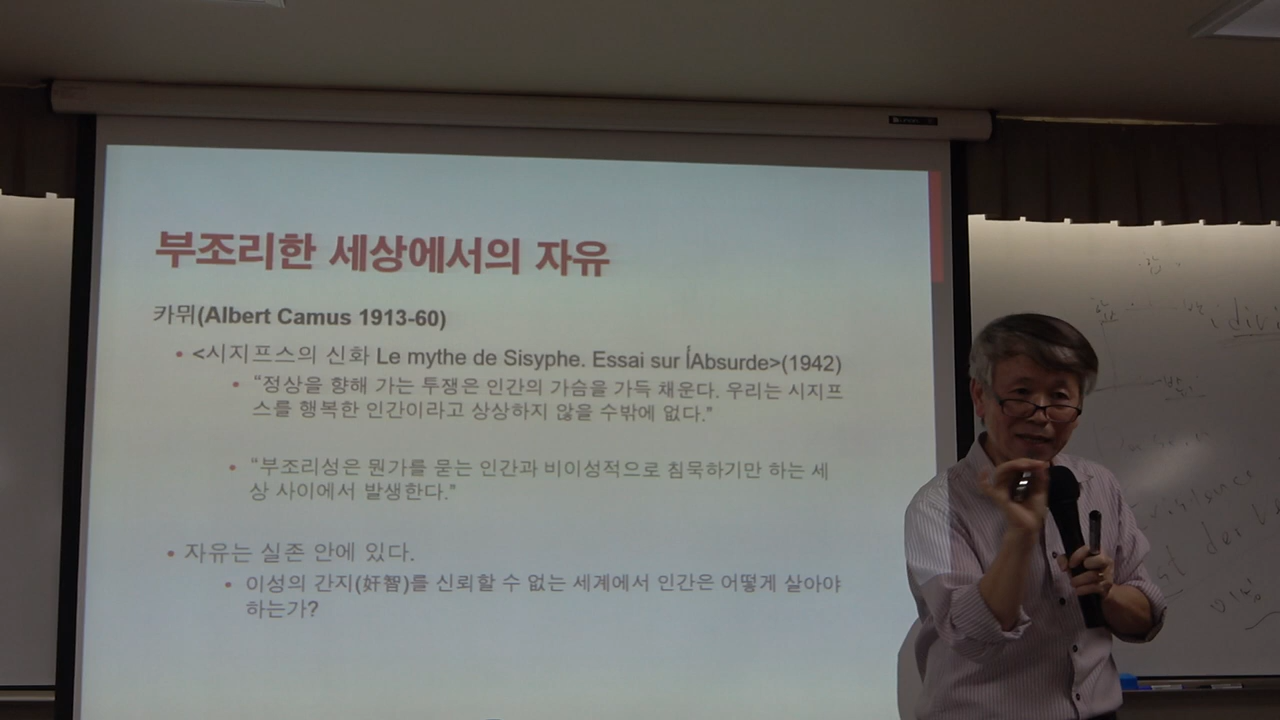 부조리한 세상에서의 자유
카뮈(Albert Camus 1913-60)
• <시지프스의 신화 Le mythe de Sisyphe. Essai sur ĺAbsurde>(1942)
• “정상을 향해 가는 투쟁은 인간의 가슴을 가득 채운다. 우리는 시지프
스를 행복한 인간이라고 상상하지 않을 수밖에 없다.”
• “부조리성은 뭔가를 묻는 인간과 비이성적으로 침묵하기만 하는 세
상 사이에서 발생한다.”
• 자유는 실존 안에 있다.
• 이성의 간지(奸智)를 신뢰할 수 없는 세계에서 인간은 어떻게 살아야
하는가?
der